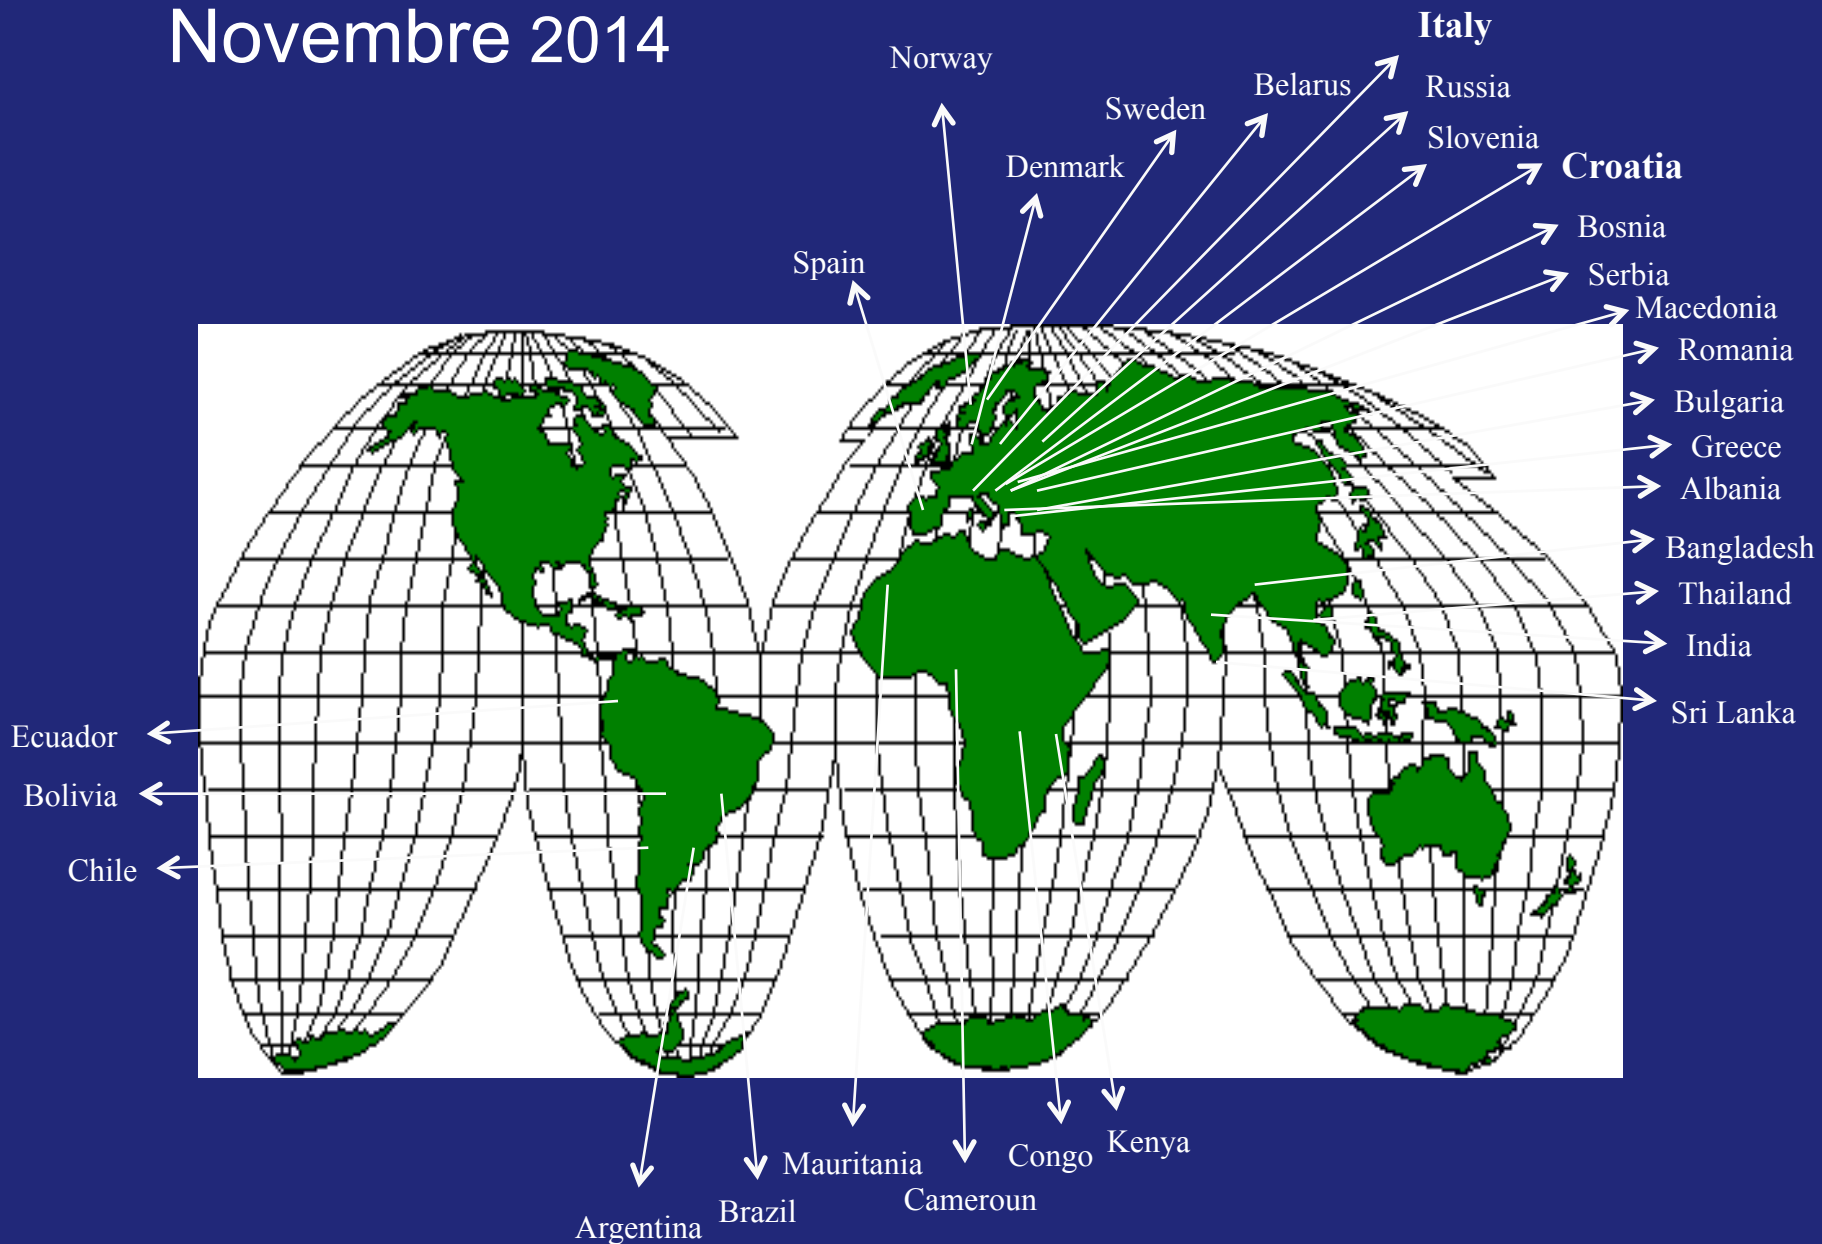 Novembre 2014
Italy
Norway
Belarus
Russia
Sweden
Slovenia
Denmark
Croatia
Bosnia
Spain
Serbia
Macedonia
Romania
Bulgaria
Greece
Albania
Bangladesh
Thailand
India
Sri Lanka
Ecuador
Bolivia
Chile
Kenya
Congo
Mauritania
Cameroun
Brazil
Argentina